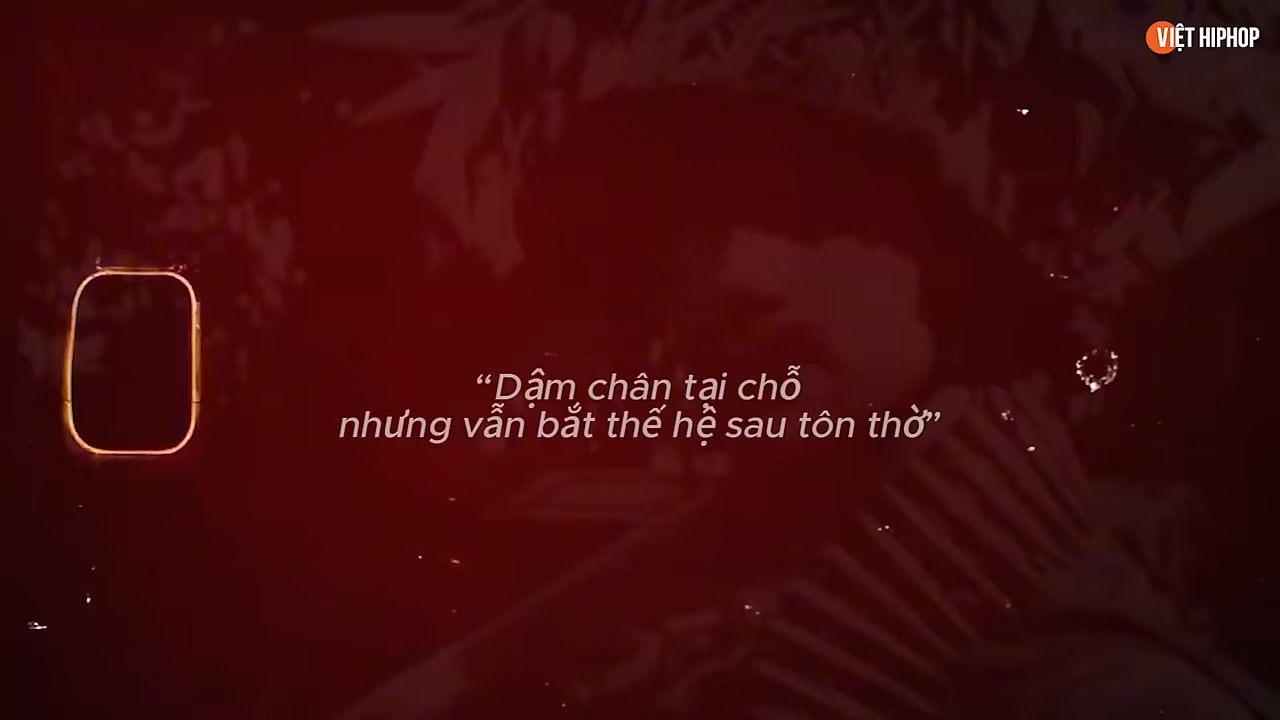 VIỆT HIPHOP
“Dậm chân tại chỗ
nhưng vẫn bắt thế hệ sau tôn thờ”